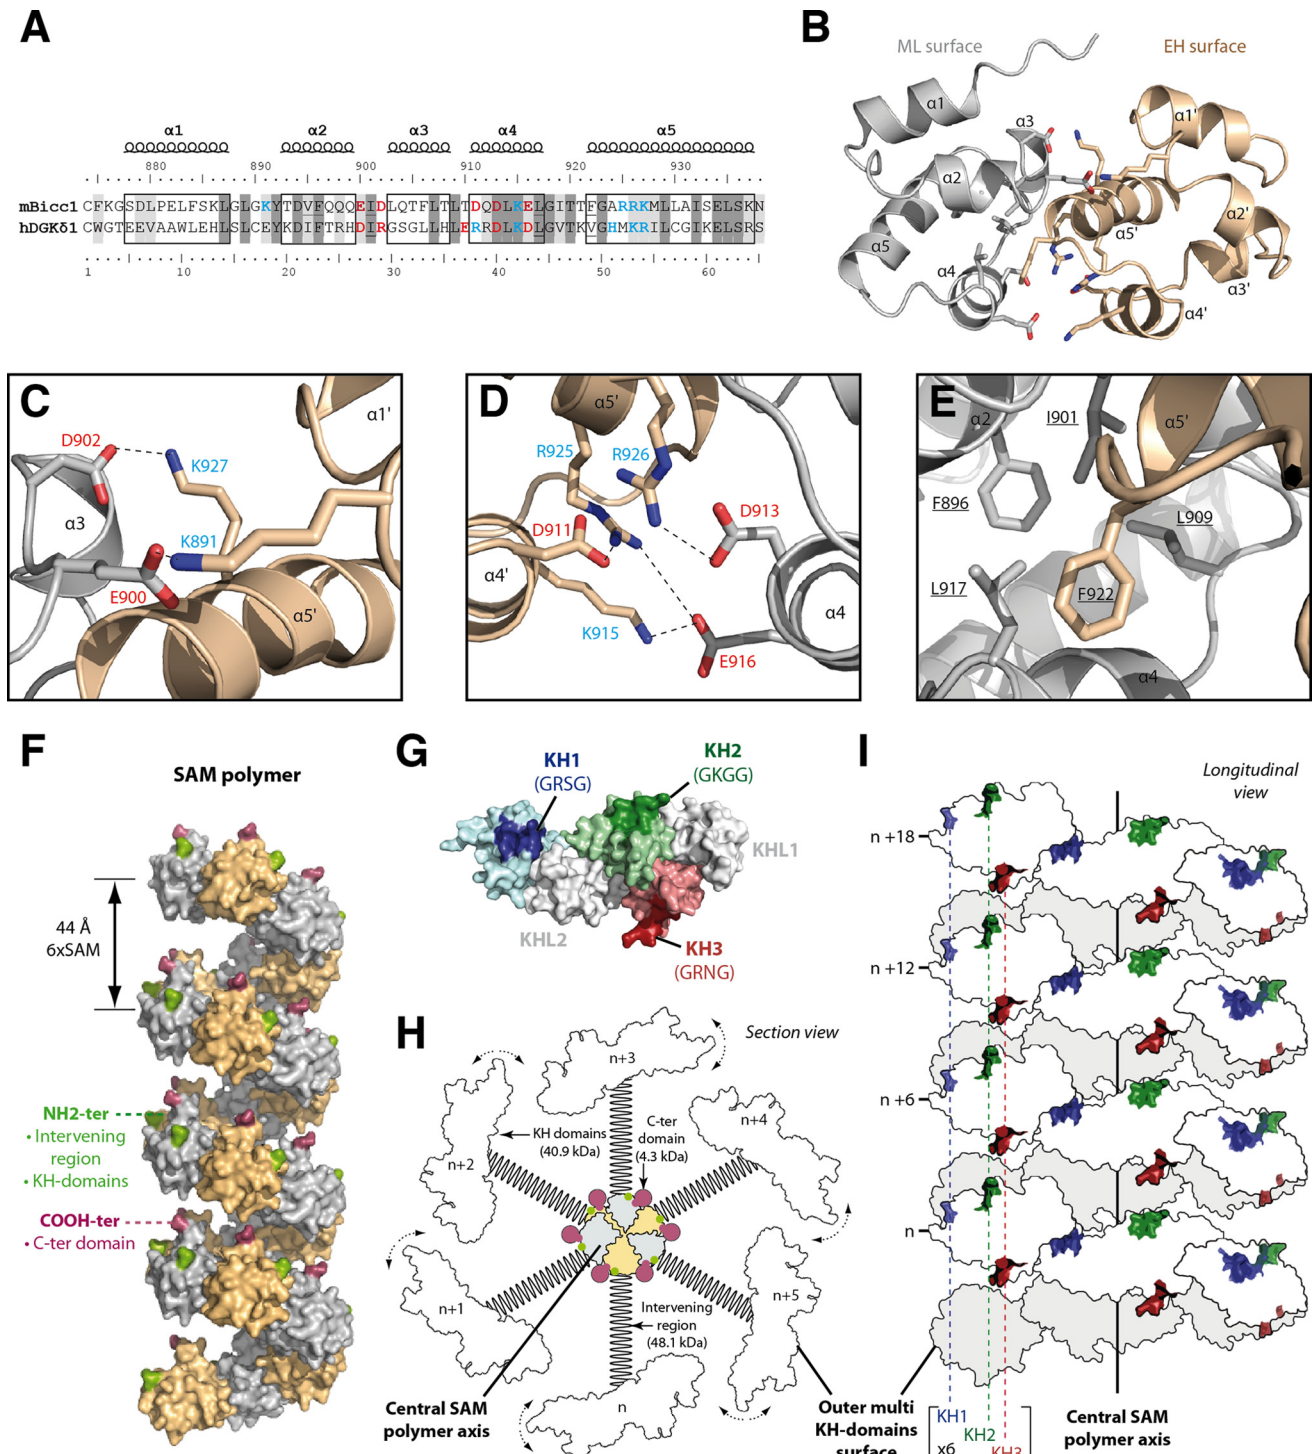 A
α1 α2 α3 α4 α5
880 890 900 910 920 930
mBicc1 CFKGSDLPELFSKLGLGKYTDVFQQQEIDLQTFLTLTDQDLKELGITTFGARRKMLLAISELSKN
hDGKδ1 CWGTEEVAAWLEHLSLCEYKDIFTRHDIRGSGLLHLERRDLKDLGVTKVGHMKRILCGIKELSRS
1 10 20 30 40 50 60
B
ML surface
EH surface
α1
α3
α1'
α2
α2'
α5
α5'
α4
α3'
α4'
C
D902
K927
α1'
α3
K891
E900
α5'
D
α5'
R925
R926
D911
D913
α4'
K915
α4
E916
E
α2
I901
α5'
F896
L909
L917
F922
α4
F
SAM polymer
44 Å
6xSAM
NH2-ter
• Intervening
region
• KH-domains
COOH-ter
• C-ter domain
G
KH1
(GRSG)
KH2
(GKGG)
KHL1
KHL2
KH3
(GRNG)
H
Section view
n+3
n+4
KH domains
(40.9 kDa)
C-ter
domain
(4.3 kDa)
n+2
n+1
n+5
Intervening
region
(48.1 kDa)
n
Central SAM
polymer axis
Outer multi
KH-domains
surface
I
Longitudinal
view
n +18
n +12
n +6
n
KH1
x6
KH2
KH3
Central SAM
polymer axis